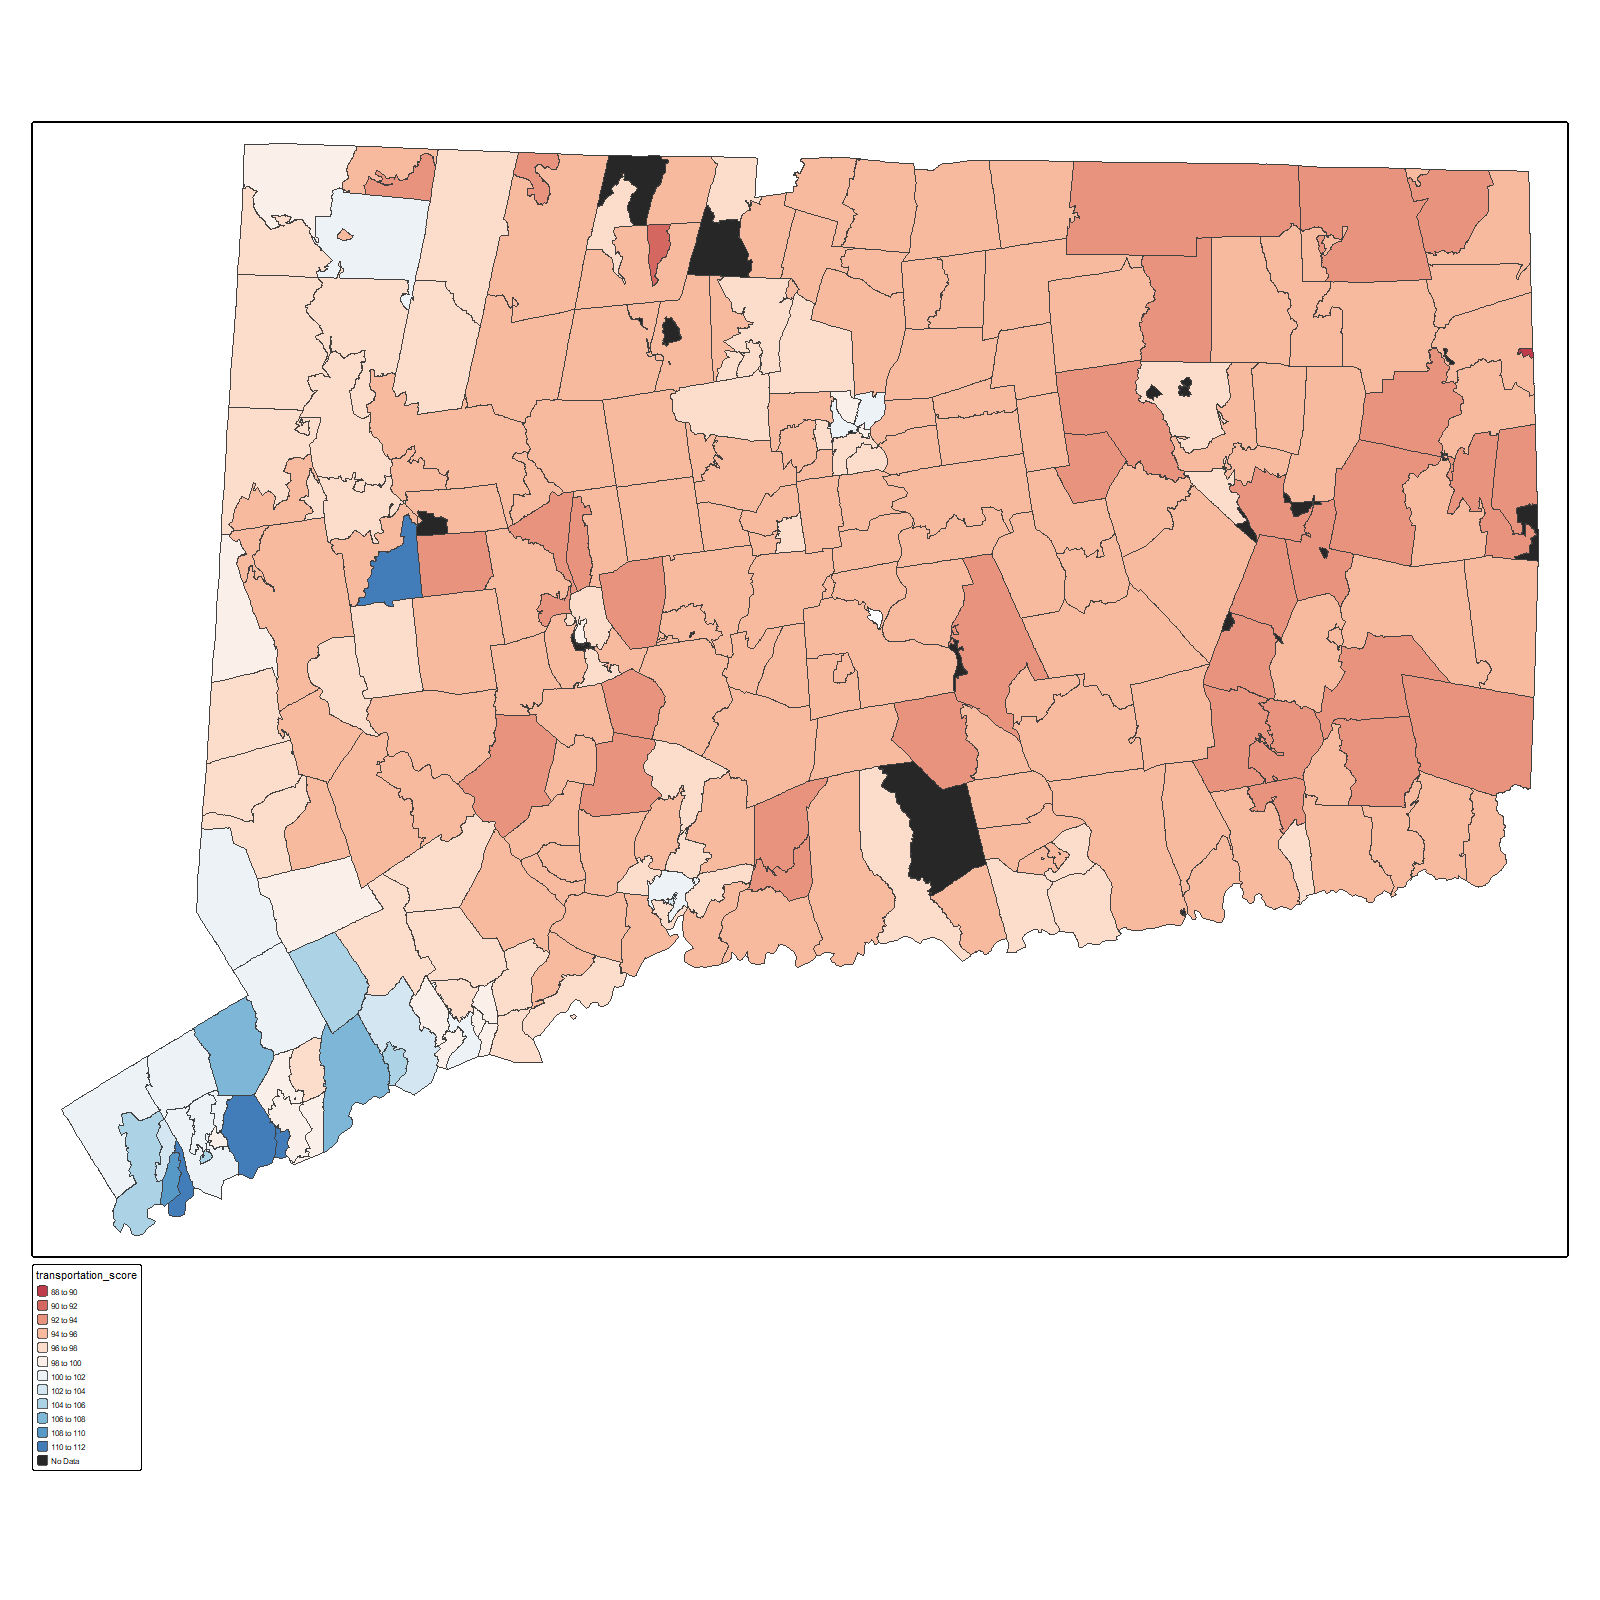 transportation_score
88 to 90
90 to 92
92 to 94
94 to 96
96 to 98
98 to 100
100 to 102
102 to 104
104 to 106
106 to 108
108 to 110
110 to 112
No Data